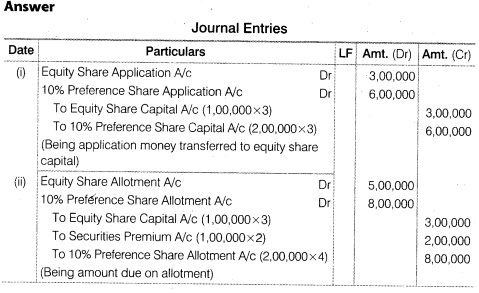 Answer
Journal Entries
Date Particulars LF Amt. (Dr) Amt. (Cr)
(i) Equity Share Application A/c Dr 3,00,000
10% Preference Share Application A/c Dr 6,00,000
To Equity Share Capital A/c (1,00,000×3) 3,00,000
To 10% Preference Share Capital A/c (2,00,000×3) 6,00,000
(Being application money transferred to equity share
capital)
(ii) Equity Share Allotment A/c Dr 5,00,000
10% Preference Share Allotment A/c Dr 8,00,000
To Equity Share Capital A/c (1,00,000×3) 3,00,000
To Securities Premium A/c (1,00,000×2) 2,00,000
To 10% Preference Share Allotment A/c (2,00,000×4) 8,00,000
(Being amount due on allotment)